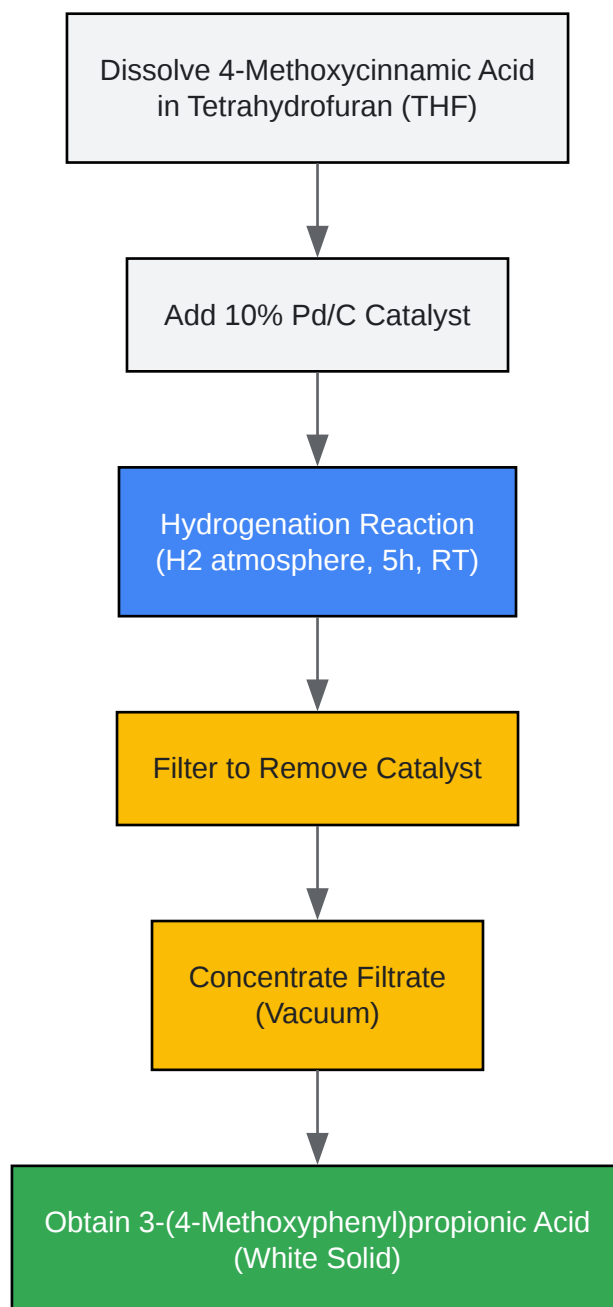 Dissolve 4-Methoxycinnamic Acid
in Tetrahydrofuran (THF)
Add 10% Pd/C Catalyst
Hydrogenation Reaction
(H2 atmosphere, 5h, RT)
Filter to Remove Catalyst
Concentrate Filtrate
(Vacuum)
Obtain 3-(4-Methoxyphenyl)propionic Acid
(White Solid)